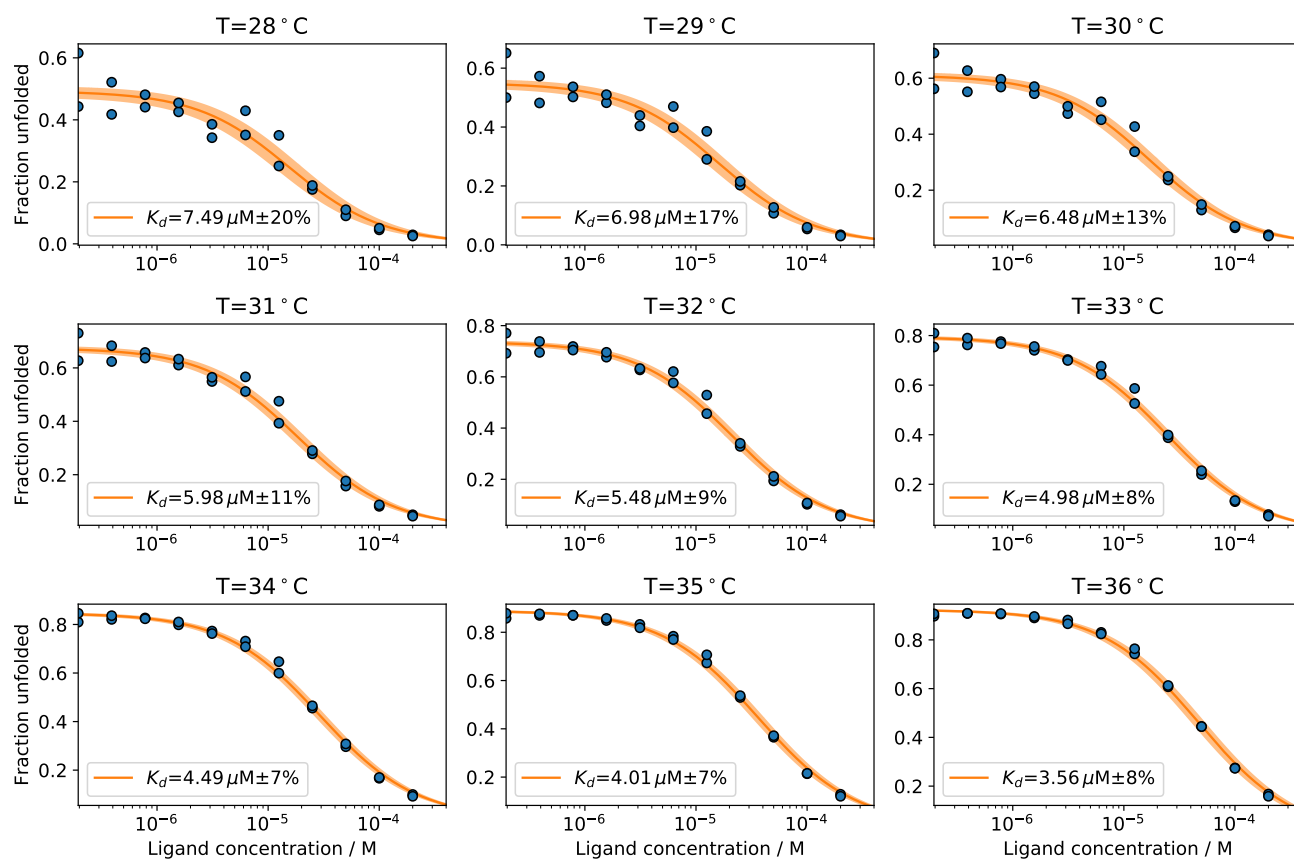 T=28°C
T=29°C
T=30°C
Fraction unfolded
0.6
0.4
0.2
0.0
K_d=7.49 μM±20%
10⁻⁶
10⁻⁵
10⁻⁴
0.6
0.4
0.2
0.0
K_d=6.98 μM±17%
10⁻⁶
10⁻⁵
10⁻⁴
0.6
0.4
0.2
K_d=6.48 μM±13%
10⁻⁶
10⁻⁵
10⁻⁴
T=31°C
T=32°C
T=33°C
Fraction unfolded
0.6
0.4
0.2
K_d=5.98 μM±11%
10⁻⁶
10⁻⁵
10⁻⁴
0.8
0.6
0.4
0.2
K_d=5.48 μM±9%
10⁻⁶
10⁻⁵
10⁻⁴
0.8
0.6
0.4
0.2
K_d=4.98 μM±8%
10⁻⁶
10⁻⁵
10⁻⁴
T=34°C
T=35°C
T=36°C
Fraction unfolded
0.8
0.6
0.4
0.2
K_d=4.49 μM±7%
10⁻⁶
10⁻⁵
10⁻⁴
Ligand concentration / M
0.8
0.6
0.4
0.2
K_d=4.01 μM±7%
10⁻⁶
10⁻⁵
10⁻⁴
Ligand concentration / M
0.8
0.6
0.4
0.2
K_d=3.56 μM±8%
10⁻⁶
10⁻⁵
10⁻⁴
Ligand concentration / M